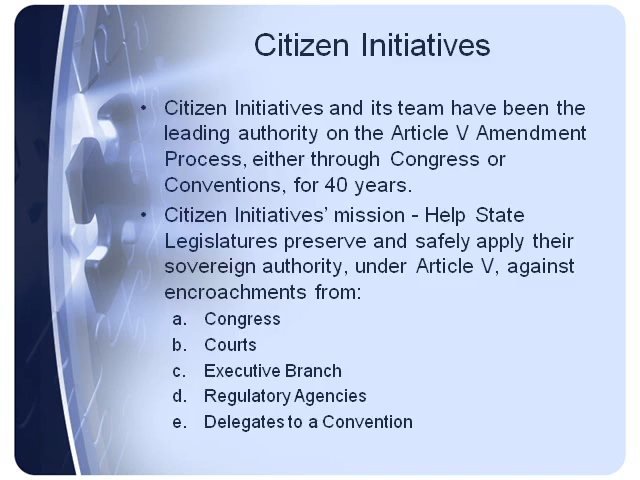 Citizen Initiatives
• Citizen Initiatives and its team have been the
leading authority on the Article V Amendment
Process, either through Congress or
Conventions, for 40 years.
• Citizen Initiatives’ mission - Help State
Legislatures preserve and safely apply their
sovereign authority, under Article V, against
encroachments from:
a. Congress
b. Courts
c. Executive Branch
d. Regulatory Agencies
e. Delegates to a Convention